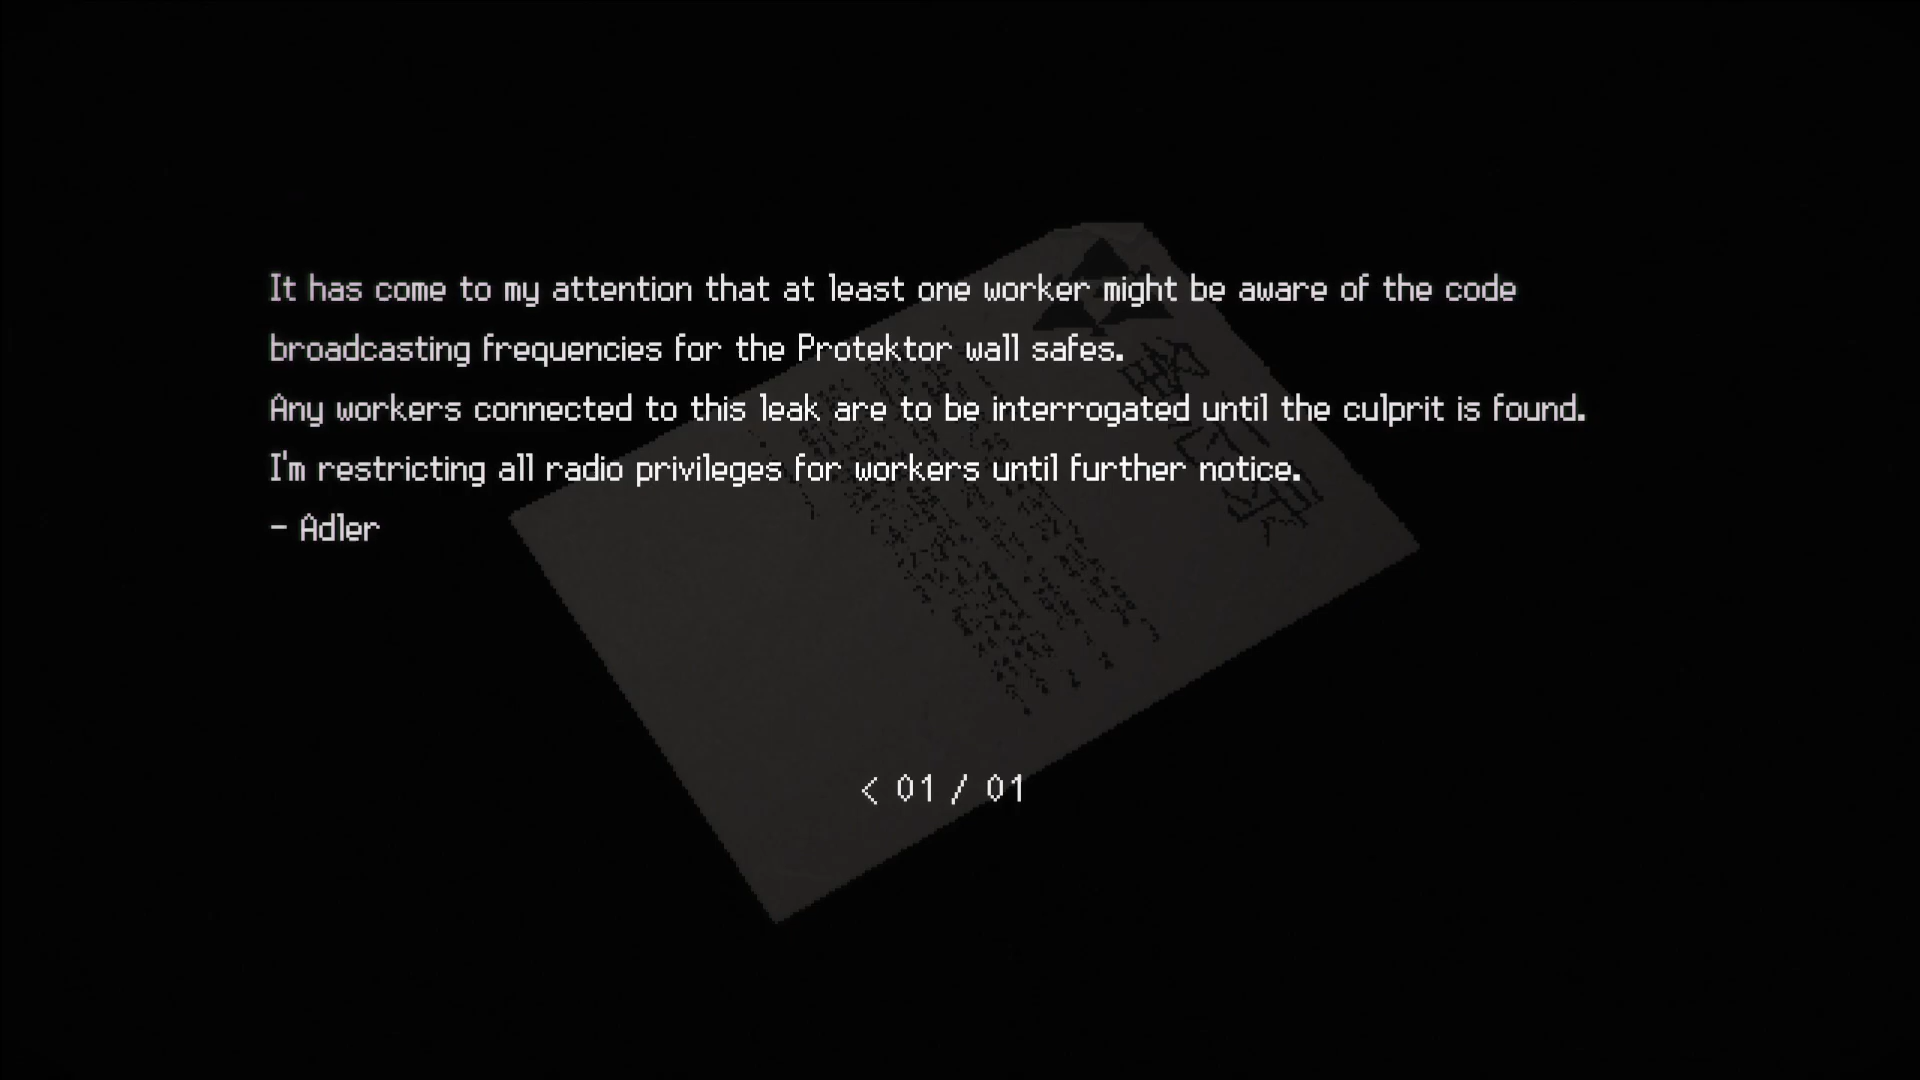 It has come to my attention that at least one worker might be aware of the code
broadcasting frequencies for the Protektor wall safes.
Any workers connected to this leak are to be interrogated until the culprit is found.
I'm restricting all radio privileges for workers until further notice.
- Adler
< 01 / 01